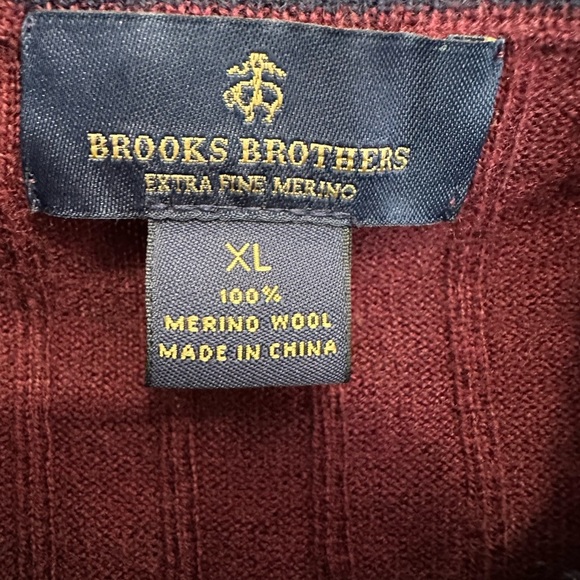 BROOKS BROTHERS
EXTRA FINE MERINO
XL
100%
MERINO WOOL
MADE IN CHINA